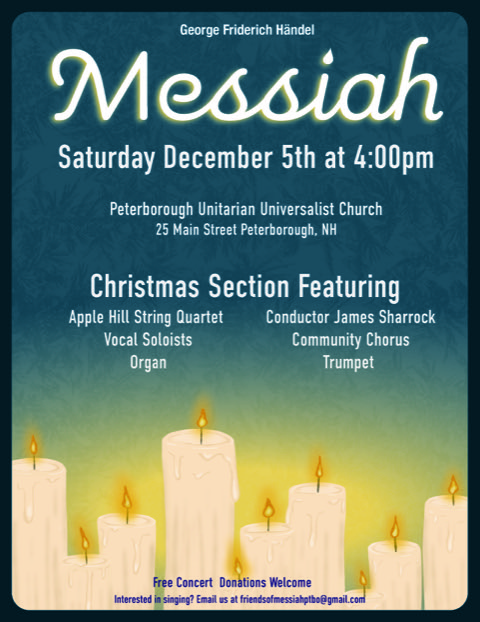 George Friderich Händel
Messiah
Saturday December 5th at 4:00pm
Peterborough Unitarian Universalist Church
25 Main Street Peterborough, NH
Christmas Section Featuring
Apple Hill String Quartet
Vocal Soloists
Organ
Conductor James Sharrock
Community Chorus
Trumpet
Free Concert Donations Welcome
Interested in singing? Email us at friendsofmessiahptbo@gmail.com